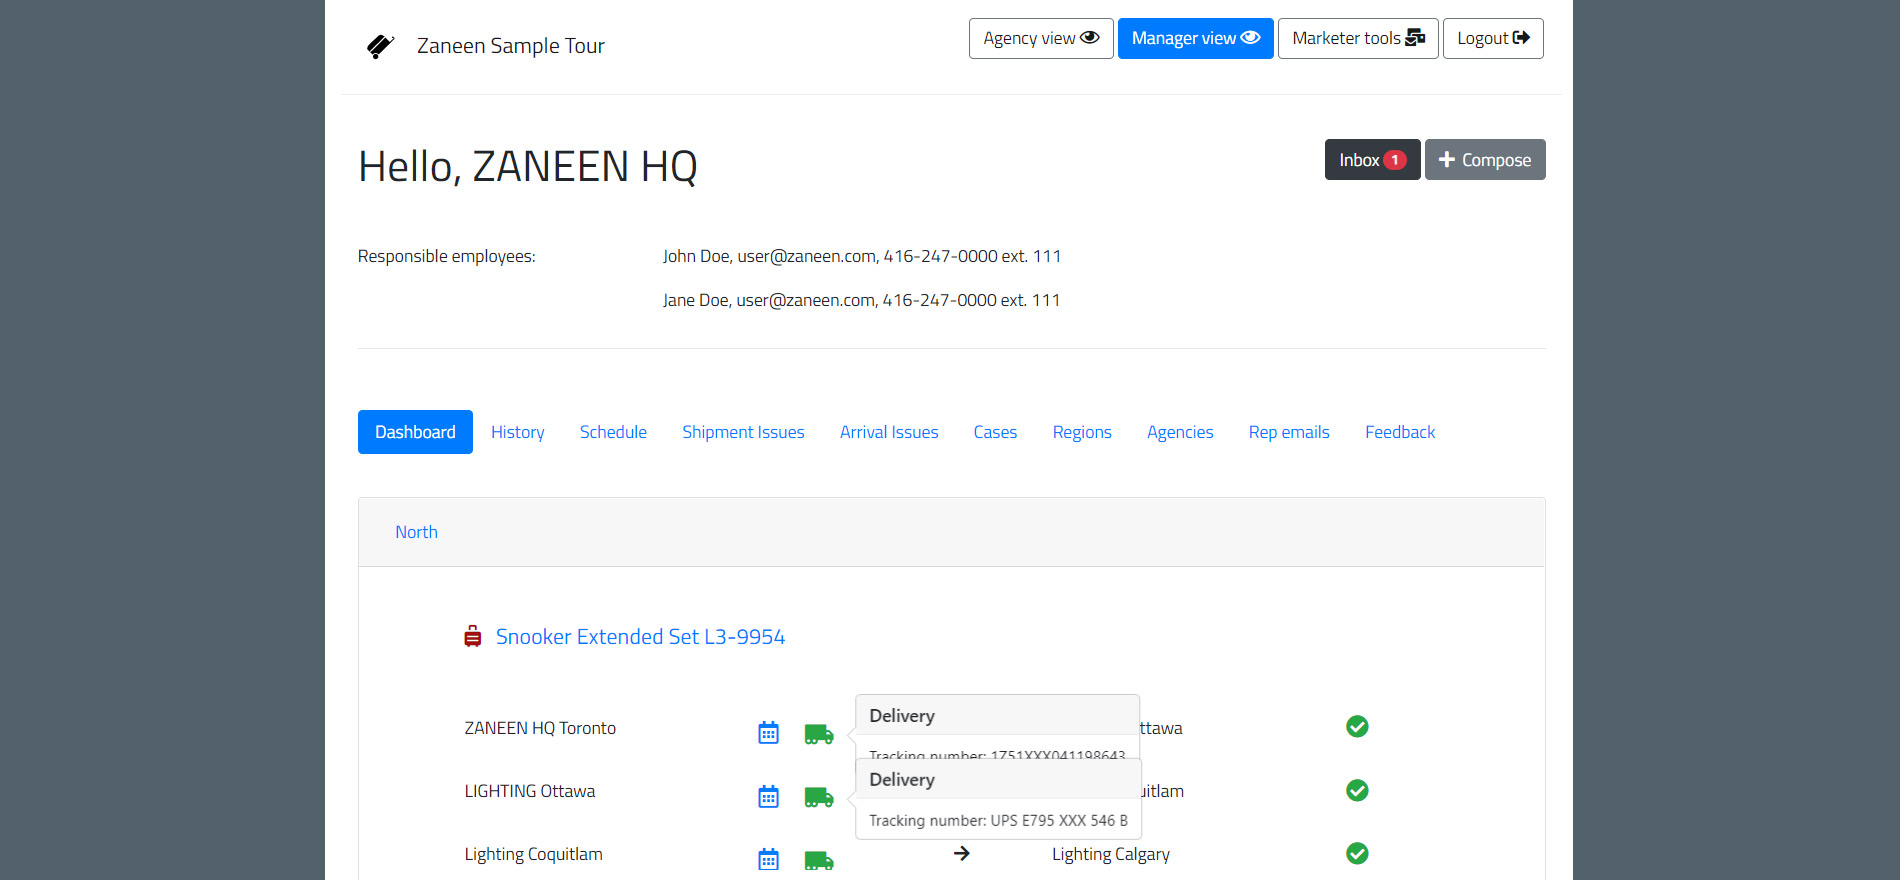 Zaneen Sample Tour
Agency view
Manager view
Marketer tools
Logout
Hello, ZANEEN HQ
Inbox 1
Compose
Responsible employees:
John Doe, user@zaneen.com, 416-247-0000 ext. 111
Jane Doe, user@zaneen.com, 416-247-0000 ext. 111
Dashboard
History
Schedule
Shipment Issues
Arrival Issues
Cases
Regions
Agencies
Rep emails
Feedback
North
Snooker Extended Set L3-9954
ZANEEN HQ Toronto
Delivery
Tracking number: 1Z51XXX041198643
ttawa
LIGHTING Ottawa
Delivery
Tracking number: UPS E795 XXX 546 B
uitlam
Lighting Coquitlam
Lighting Calgary